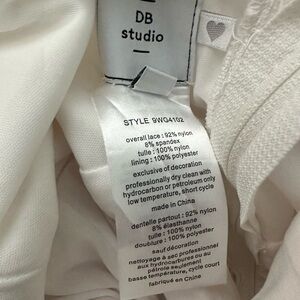 DB
studio
STYLE 9WG4102
overall lace : 92% nylon
8% spandex
tulle : 100% nylon
lining : 100% polyester
exclusive of decoration
professionally dry clean with
hydrocarbon or petroleum only
low temperature, short cycle
made in China
dentelle partout : 92% nylon
8% élasthanne
tulle : 100% nylon
doublure : 100% polyester
sauf décoration
nettoyage à sec professionnel
aux hydrocarbures ou au
pétrole seulement
basse température, cycle court
fabriqué en China